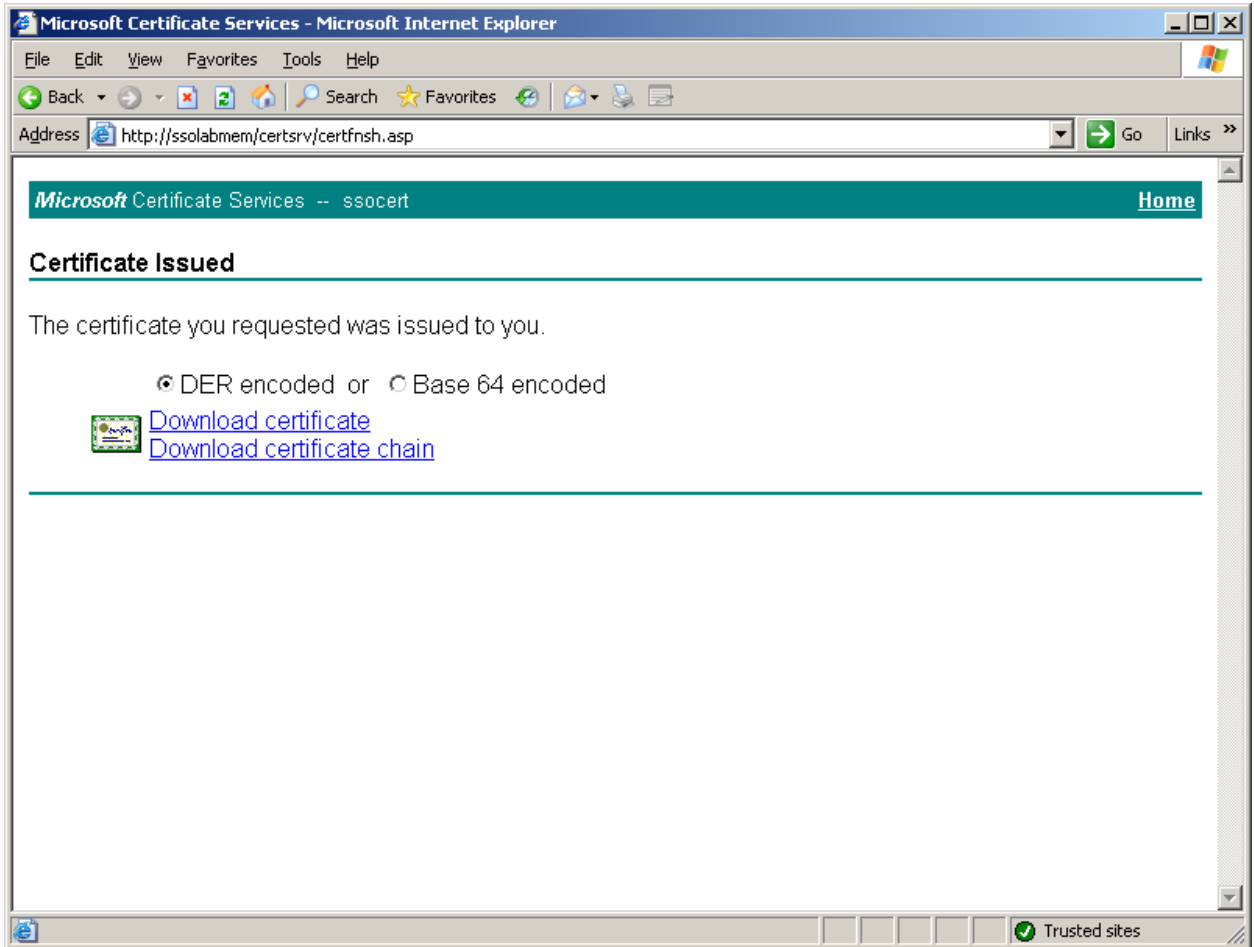 Microsoft Certificate Services - Microsoft Internet Explorer
File Edit View Favorites Tools Help
Back Search Favorites
Address http://ssolabmem/certsrv/certfnsh.asp Go Links »
Microsoft Certificate Services -- ssocert Home
Certificate Issued
The certificate you requested was issued to you.
DER encoded or Base 64 encoded
Download certificate
Download certificate chain
Trusted sites